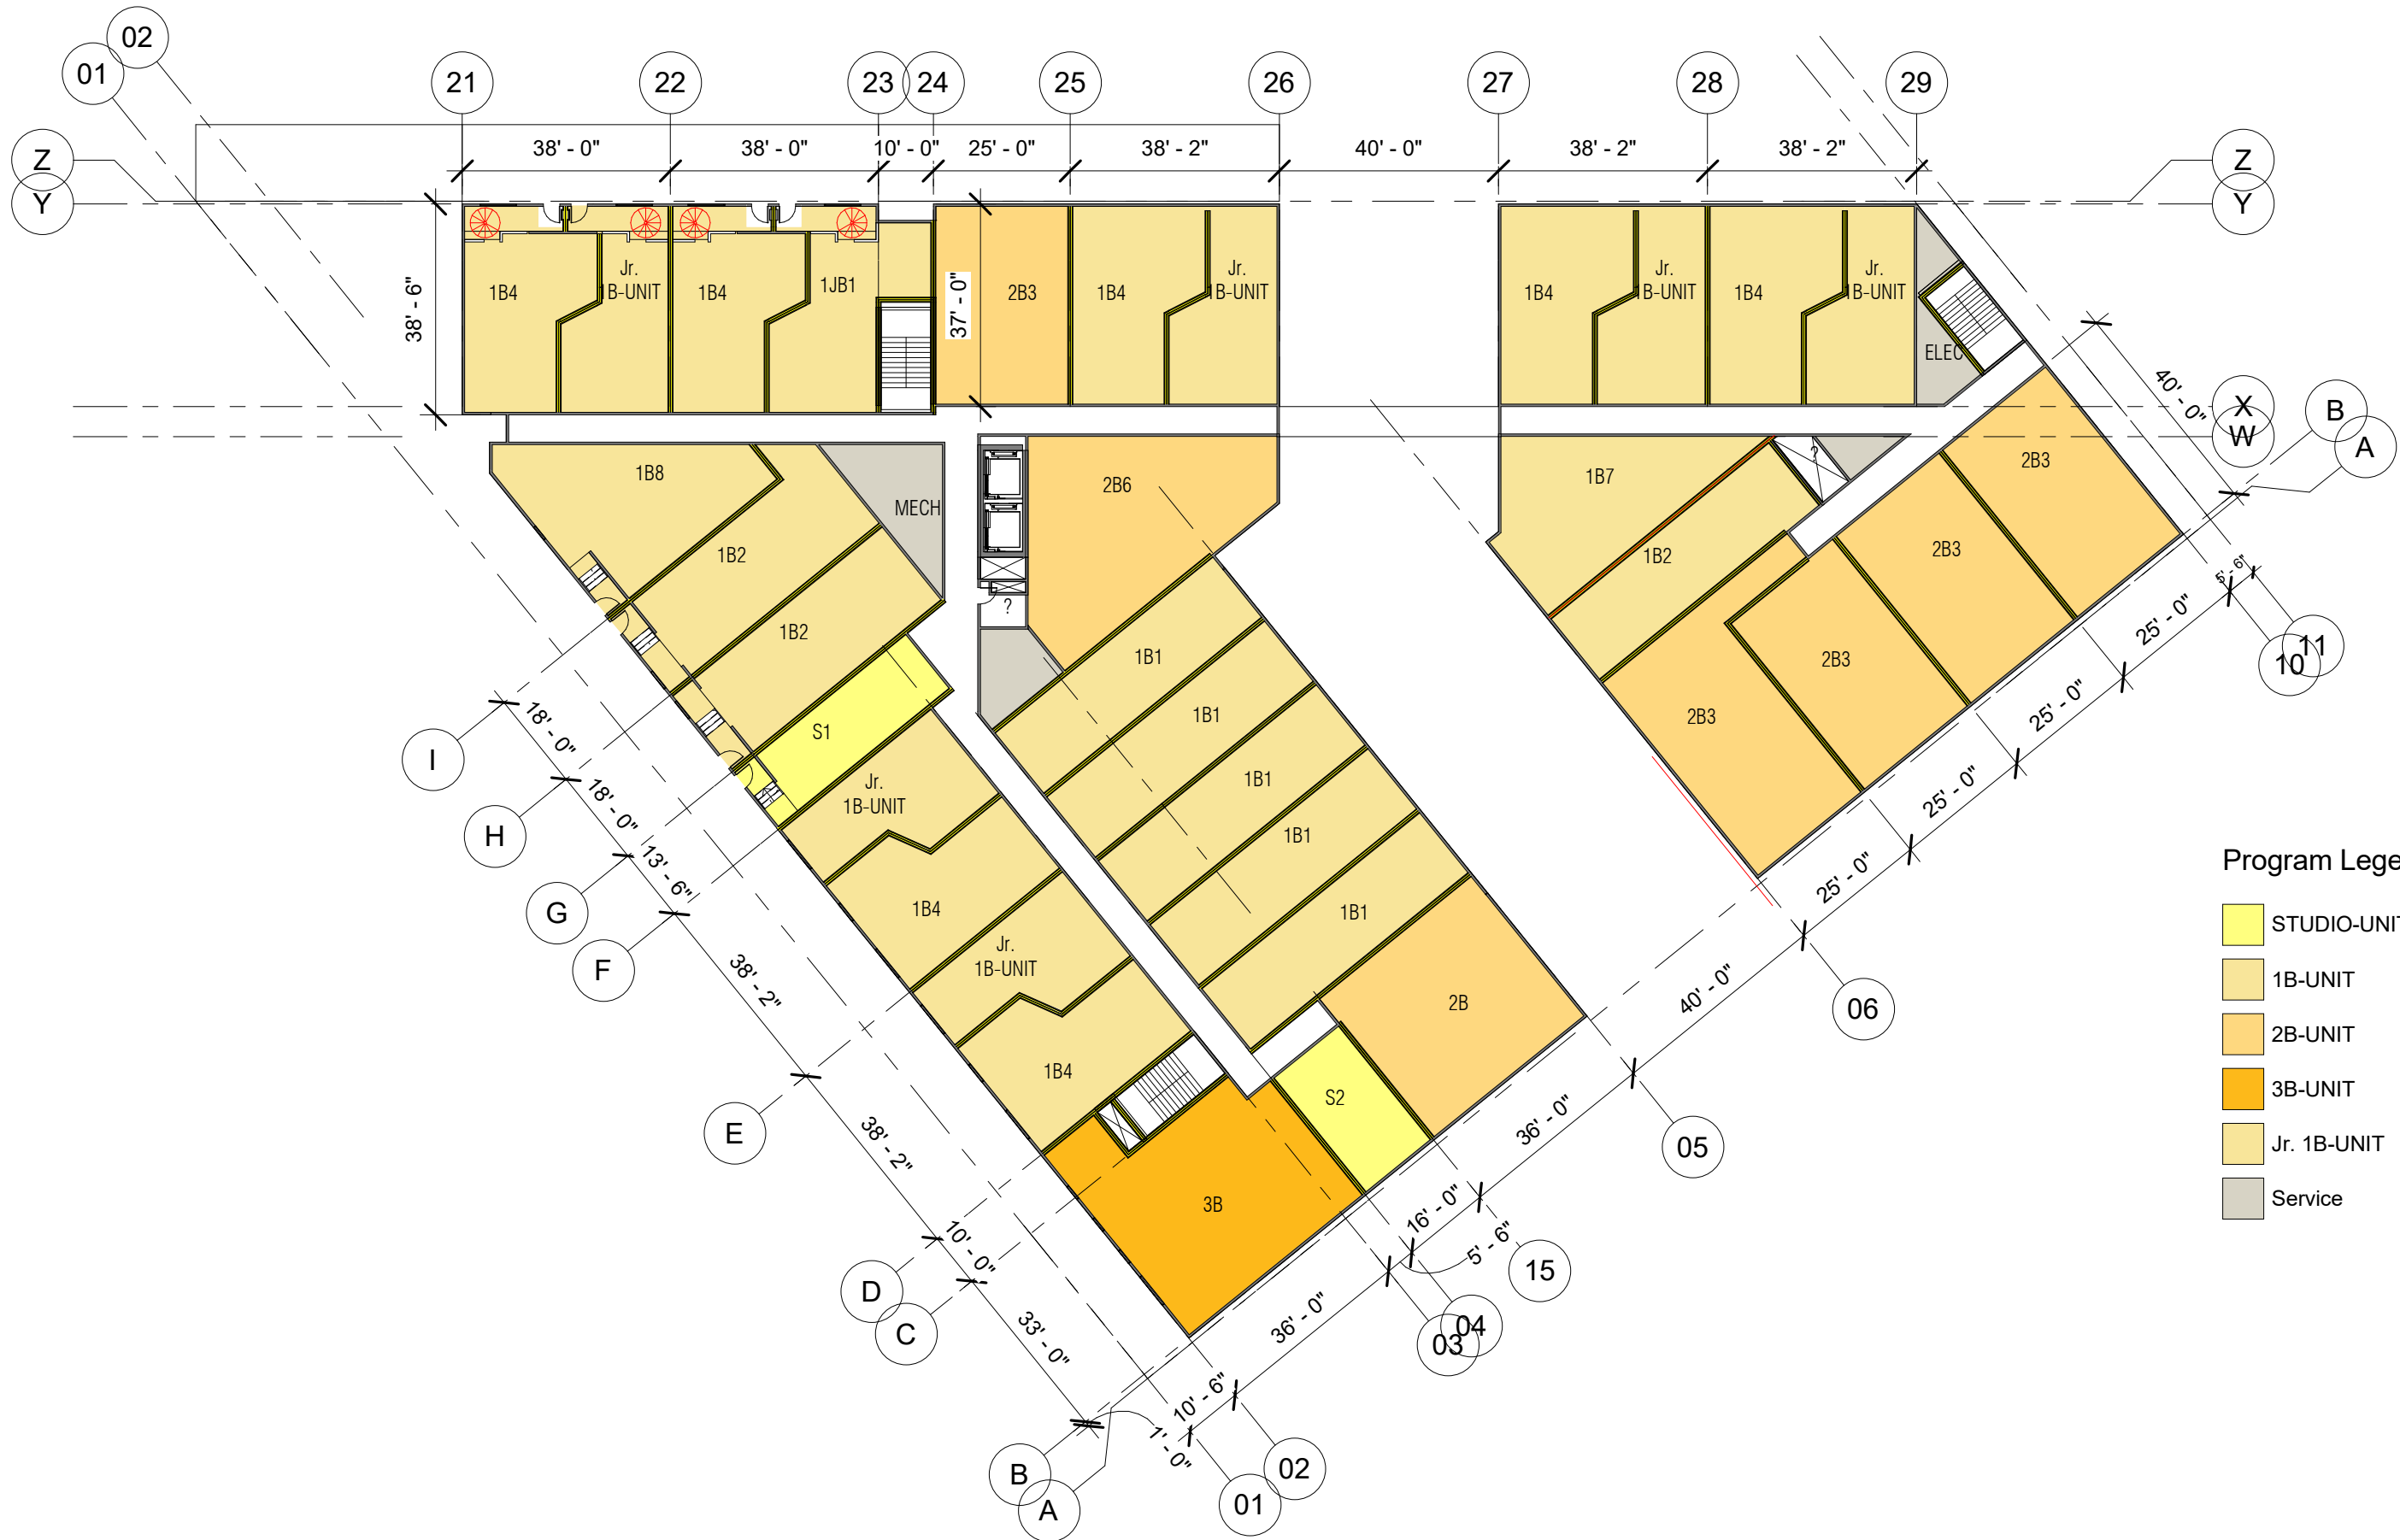 02
01
21
22
23
24
25
26
27
28
29
38' - 0"
38' - 0"
10' - 0"
25' - 0"
38' - 2"
40' - 0"
38' - 2"
38' - 2"
Z
Y
Z
Y
38' - 6"
37' - 0"
1B4
Jr.
1B-UNIT
1B4
1JB1
2B3
1B4
Jr.
1B-UNIT
1B4
Jr.
1B-UNIT
1B4
Jr.
1B-UNIT
ELEC
40' - 0"
X
W
B
A
1B8
MECH
2B6
1B7
?
2B3
1B2
1B2
2B3
1B2
?
2B3
2B3
S1
1B1
1B1
1B1
1B1
1B1
Jr.
1B-UNIT
1B4
Jr.
1B-UNIT
1B4
2B
S2
3B
5' - 6"
25' - 0"
25' - 0"
25' - 0"
25' - 0"
40' - 0"
36' - 0"
16' - 0"
5' - 6"
36' - 0"
10' - 6"
1' - 0"
11
10
06
05
15
04
03
02
01
I
H
G
F
E
D
C
B
A
18' - 0"
18' - 0"
13' - 6"
38' - 2"
38' - 2"
10' - 0"
33' - 0"
Program Lege
STUDIO-UNIT
1B-UNIT
2B-UNIT
3B-UNIT
Jr. 1B-UNIT
Service